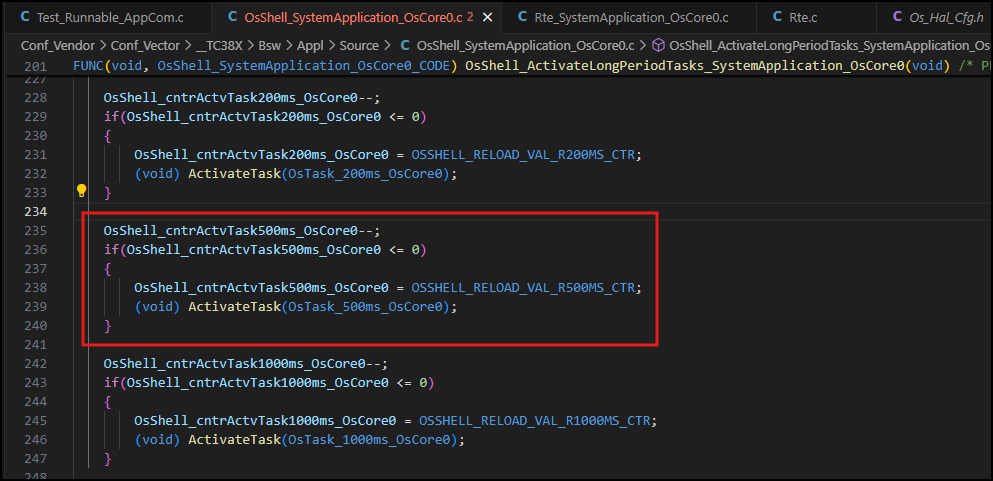 C Test_Runnable_AppCom.c C OsShell_SystemApplication_OsCore0.c 2 × C Rte_SystemApplication_OsCore0.c C Rte.c C Os_Hal_Cfg.h
Conf_Vendor > Conf_Vector > __TC38X > Bsw > Appl > Source > C OsShell_SystemApplication_OsCore0.c > OsShell_ActivateLongPeriodTasks_SystemApplication_Os
201 FUNC(void, OsShell_SystemApplication_OsCore0_CODE) OsShell_ActivateLongPeriodTasks_SystemApplication_OsCore0(void) /* P
227
228 OsShell_cntrActvTask200ms_OsCore0--;
229 if(OsShell_cntrActvTask200ms_OsCore0 <= 0)
230 {
231 OsShell_cntrActvTask200ms_OsCore0 = OSSHELL_RELOAD_VAL_R200MS_CTR;
232 (void) ActivateTask(OsTask_200ms_OsCore0);
233 }
234
235 OsShell_cntrActvTask500ms_OsCore0--;
236 if(OsShell_cntrActvTask500ms_OsCore0 <= 0)
237 {
238 OsShell_cntrActvTask500ms_OsCore0 = OSSHELL_RELOAD_VAL_R500MS_CTR;
239 (void) ActivateTask(OsTask_500ms_OsCore0);
240 }
241
242 OsShell_cntrActvTask1000ms_OsCore0--;
243 if(OsShell_cntrActvTask1000ms_OsCore0 <= 0)
244 {
245 OsShell_cntrActvTask1000ms_OsCore0 = OSSHELL_RELOAD_VAL_R1000MS_CTR;
246 (void) ActivateTask(OsTask_1000ms_OsCore0);
247 }
248